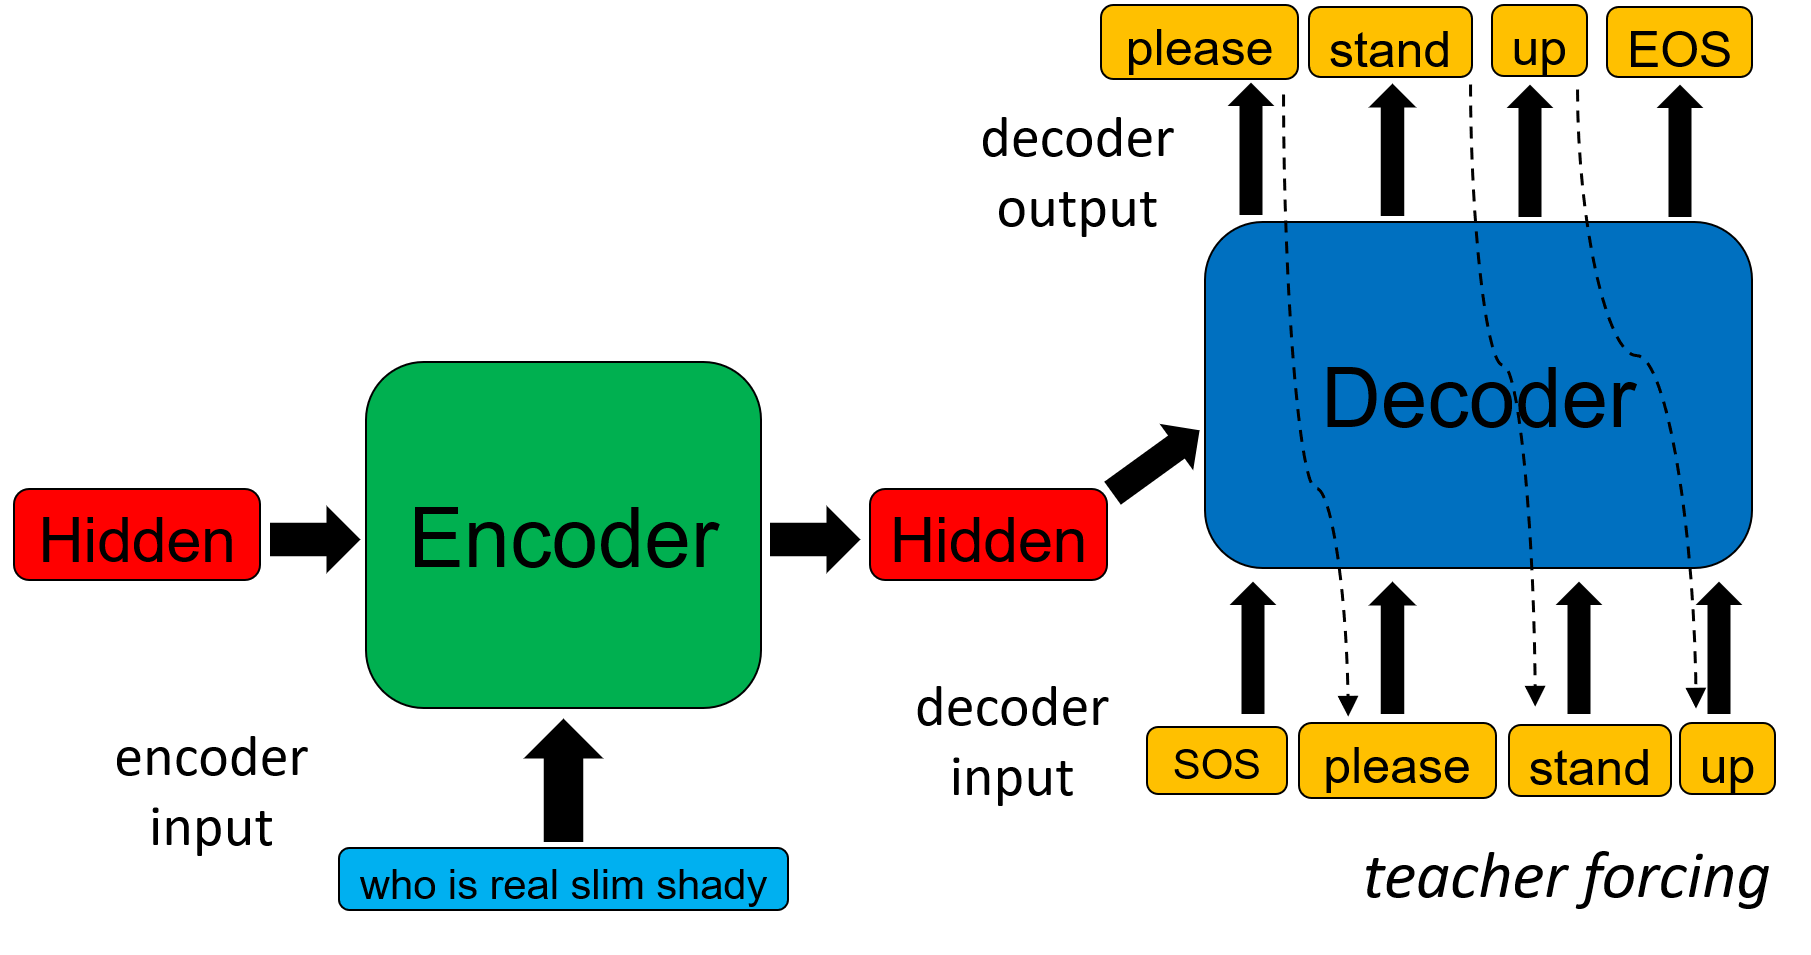 please stand up EOS
decoder
output
Decoder
Hidden
Encoder
Hidden
decoder
input
SOS please stand up
encoder
input
who is real slim shady
teacher forcing